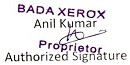 BADA XEROX
Anil Kumar
Proprietor
Authorized Signature